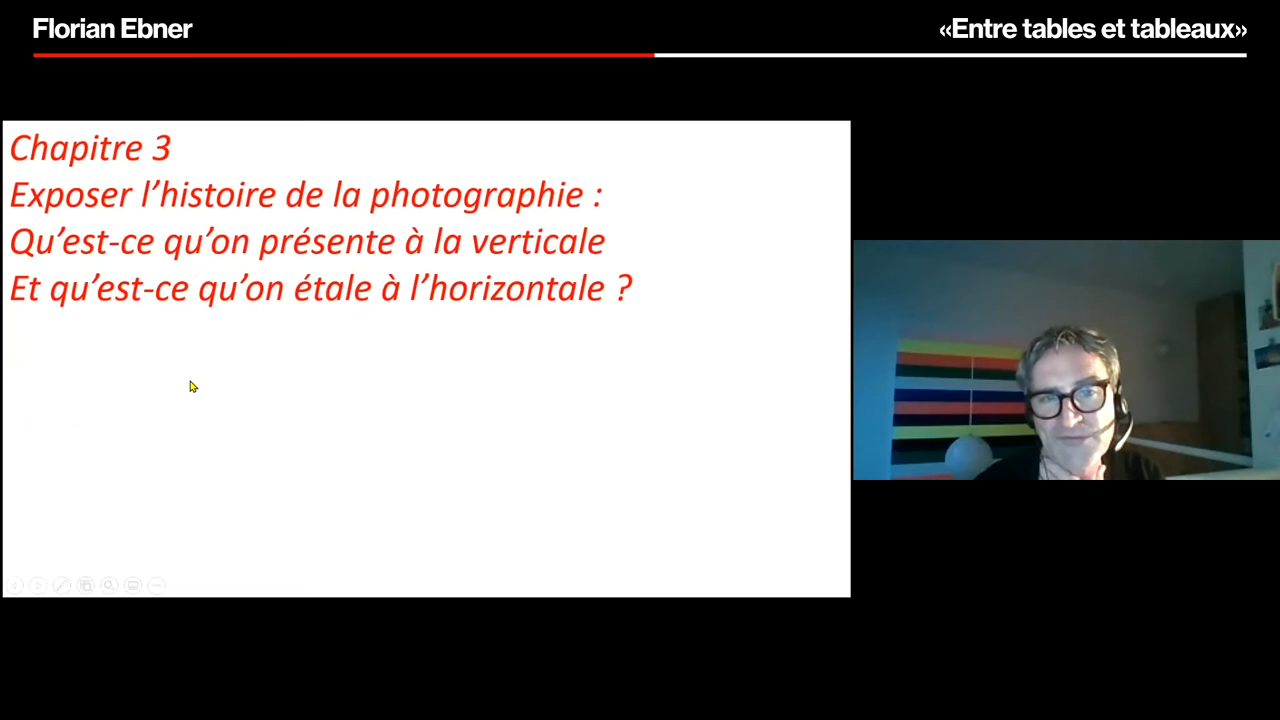 Florian Ebner
«Entre tables et tableaux»
Chapitre 3
Exposer l’histoire de la photographie :
Qu’est-ce qu’on présente à la verticale
Et qu’est-ce qu’on étale à l’horizontale ?